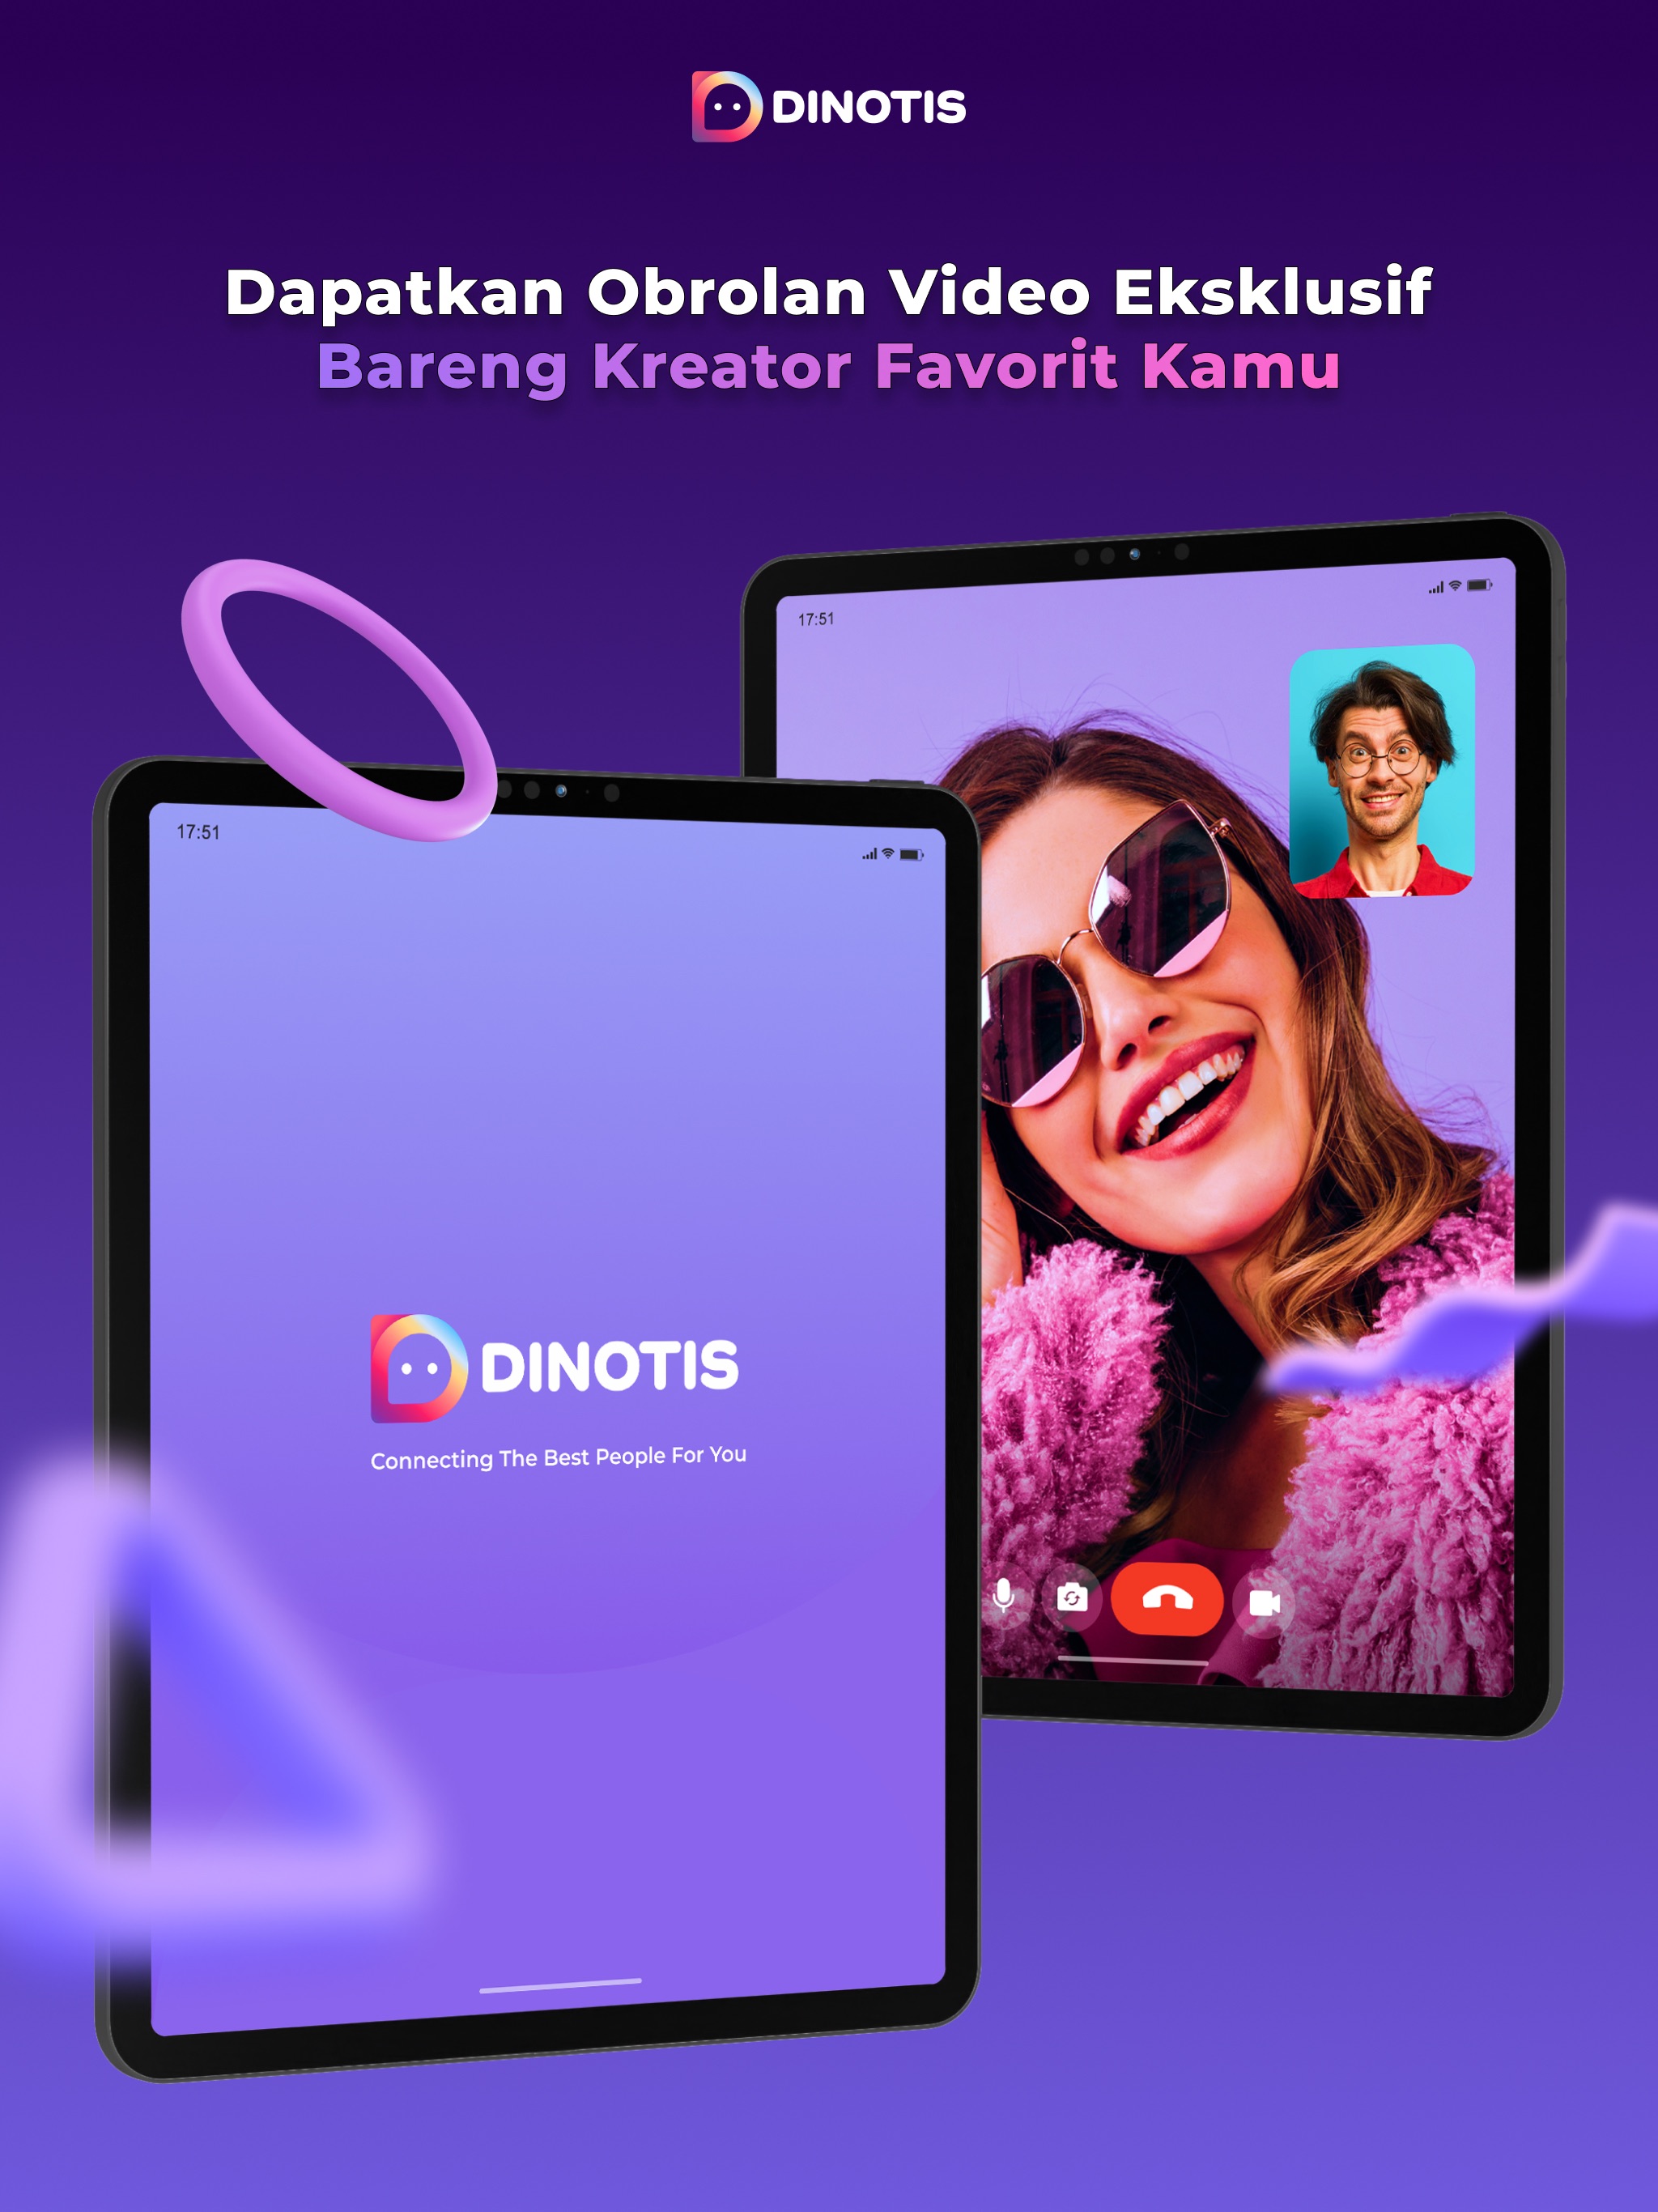 DINOTIS
Dapatkan Obrolan Video Eksklusif
Bareng Kreator Favorit Kamu
17:51
17:51
DINOTIS
Connecting The Best People For You